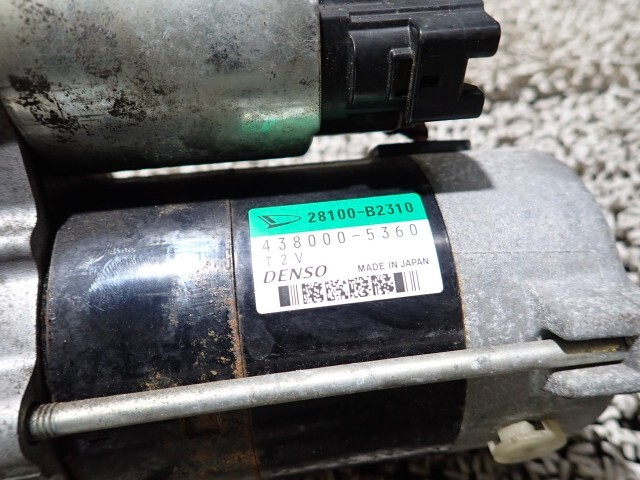 28100-B2310
438000-5360
12V
DENSO MADE IN JAPAN